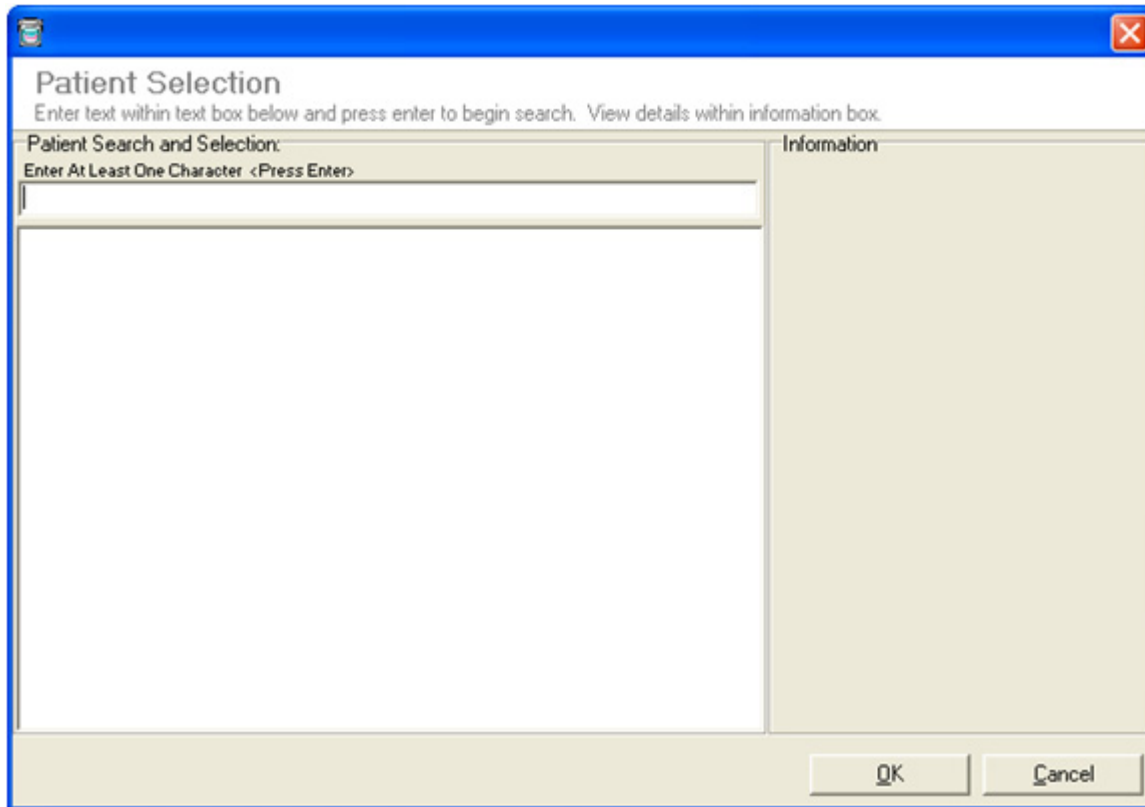 Patient Selection
Enter text within text box below and press enter to begin search.  View details within information box.
Patient Search and Selection:
Enter At Least One Character <Press Enter>
Information
OK
Cancel